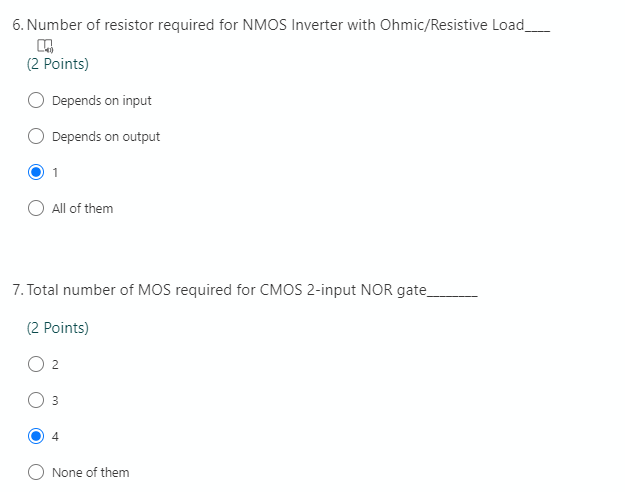 6. Number of resistor required for NMOS Inverter with Ohmic/Resistive Load____
(2 Points)
Depends on input
Depends on output
1
All of them
7. Total number of MOS required for CMOS 2-input NOR gate________
(2 Points)
2
3
4
None of them